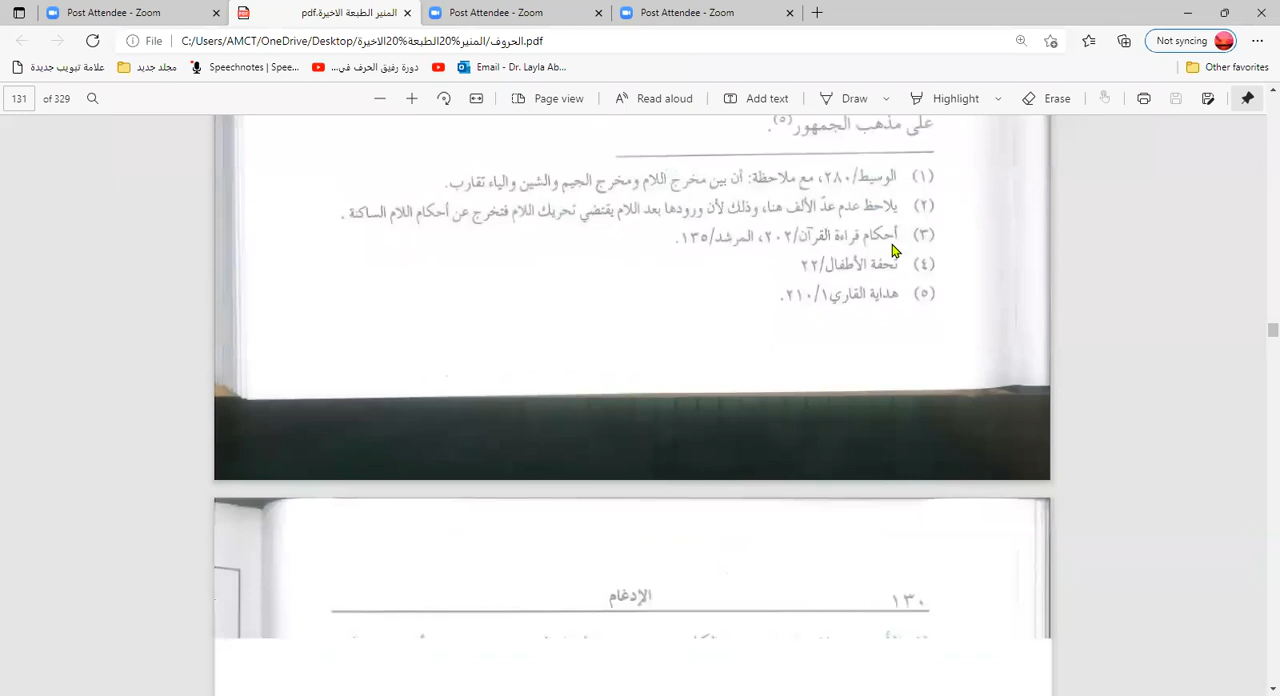 Post Attendee - Zoom
المنير الطبعة الاخيرة.pdf
Post Attendee - Zoom
Post Attendee - Zoom
File
C:/Users/AMCT/OneDrive/Desktop/الحروف/المنير%20الطبعة%20الاخيرة.pdf
Not syncing
علامة تبويب جديدة
مجلد جديد
Speechnotes | Spee...
دورة رفيق الحرف في...
Email - Dr. Layla Ab...
Other favorites
131 of 329
Page view
Read aloud
Add text
Draw
Highlight
Erase
على مذهب الجمهور(٥).
(١) الوسيط/٢٨٠، مع ملاحظة: أن بين مخرج اللام ومخرج الجيم والشين والياء تقارب.
(٢) يلاحظ عدم عدّ الألف هنا، وذلك لأن ورودها بعد اللام يقتضي تحريك اللام فتخرج عن أحكام اللام الساكنة .
(٣) أحكام قراءة القرآن/٢٠٢، المرشد/١٣٥.
(٤) تحفة الأطفال/٢٢
(٥) هداية القاري٢١٠/١.
١٣٠
الإدغام